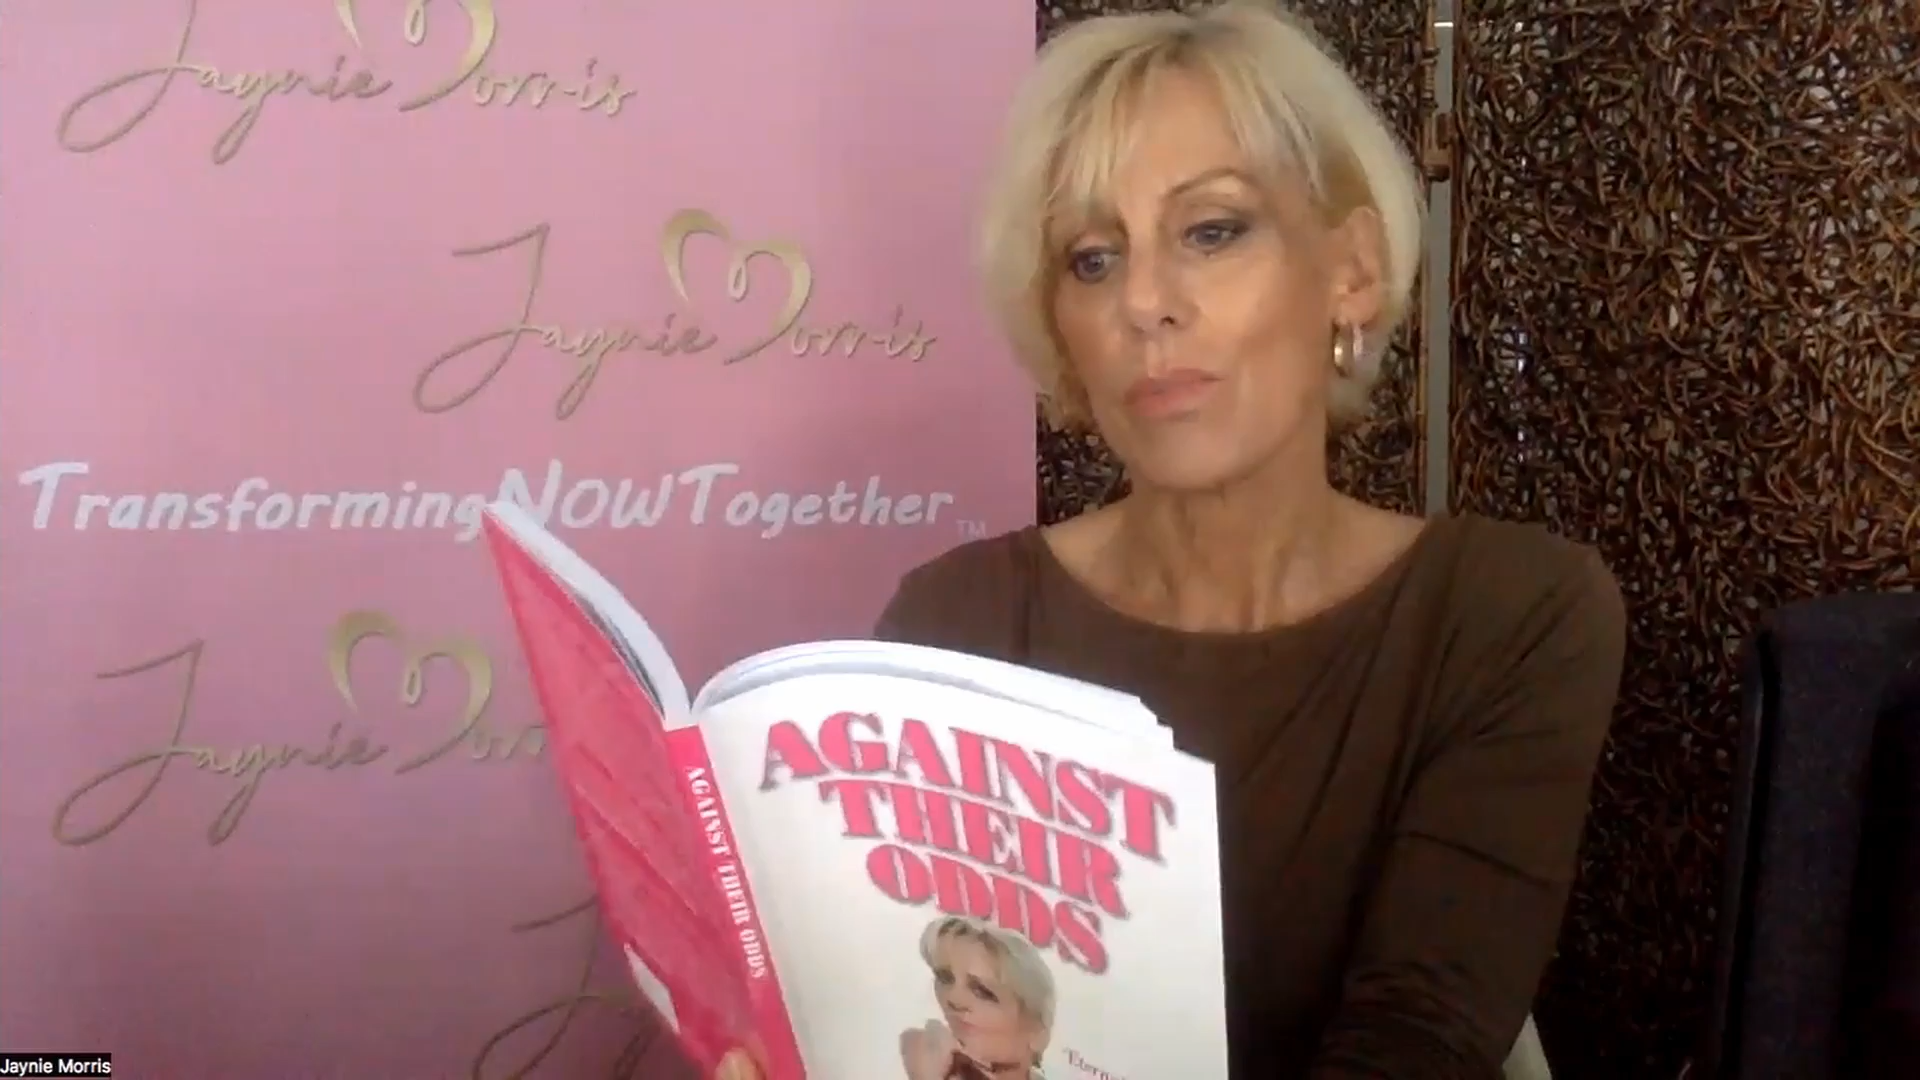 Jaynie Morris
Jaynie Morris
TransformingNOWTogether™
Jaynie Morris
AGAINST THEIR ODDS
AGAINST
THEIR
ODDS
Jaynie Morris